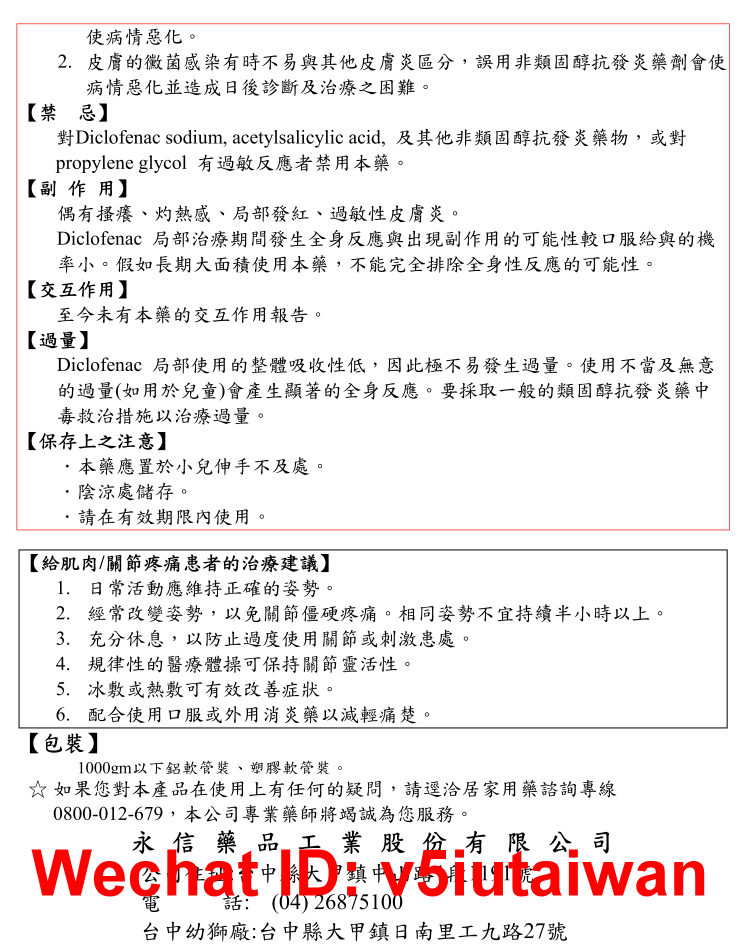 使病情惡化。
2. 皮膚的黴菌感染有時不易與其他皮膚炎區分，誤用非類固醇抗發炎藥劑會使
病情惡化並造成日後診斷及治療之困難。
【禁　忌】
對Diclofenac sodium, acetylsalicylic acid, 及其他非類固醇抗發炎藥物，或對
propylene glycol 有過敏反應者禁用本藥。
【副 作 用】
偶有搔癢、灼熱感、局部發紅、過敏性皮膚炎。
Diclofenac 局部治療期間發生全身反應與出現副作用的可能性較口服給與的機
率小。假如長期大面積使用本藥，不能完全排除全身性反應的可能性。
【交互作用】
至今未有本藥的交互作用報告。
【過量】
Diclofenac 局部使用的整體吸收性低，因此極不易發生過量。使用不當及無意
的過量(如用於兒童)會產生顯著的全身反應。要採取一般的類固醇抗發炎藥中
毒救治措施以治療過量。
【保存上之注意】
．本藥應置於小兒伸手不及處。
．陰涼處儲存。
．請在有效期限內使用。
【給肌肉/關節疼痛患者的治療建議】
1. 日常活動應維持正確的姿勢。
2. 經常改變姿勢，以免關節僵硬疼痛。相同姿勢不宜持續半小時以上。
3. 充分休息，以防止過度使用關節或刺激患處。
4. 規律性的醫療體操可保持關節靈活性。
5. 冰敷或熱敷可有效改善症狀。
6. 配合使用口服或外用消炎藥以減輕痛楚。
【包裝】
1000gm以下鋁軟管裝、塑膠軟管裝。
☆ 如果您對本產品在使用上有任何的疑問，請逕洽居家用藥諮詢專線
0800-012-679，本公司專業藥師將竭誠為您服務。
永 信 藥 品 工 業 股 份 有 限 公 司
公司住址:台中縣大甲鎮中山路段1191號
Wechat ID: v5iutaiwan
電　　話:　(04) 26875100
台中幼獅廠:台中縣大甲鎮日南里工九路27號